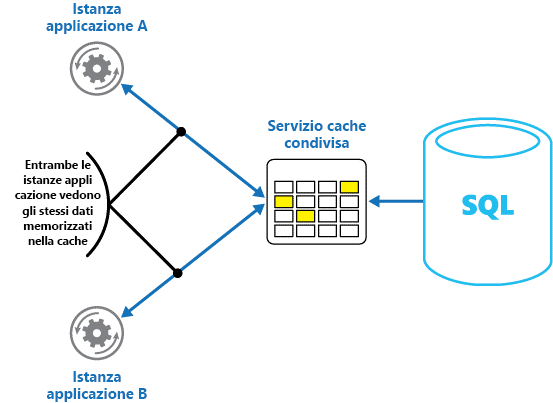 Istanza
applicazione A
Servizio cache
condivisa
Entrambe le
istanze appli
cazione vedono
gli stessi dati
memorizzati
nella cache
SQL
Istanza
applicazione B